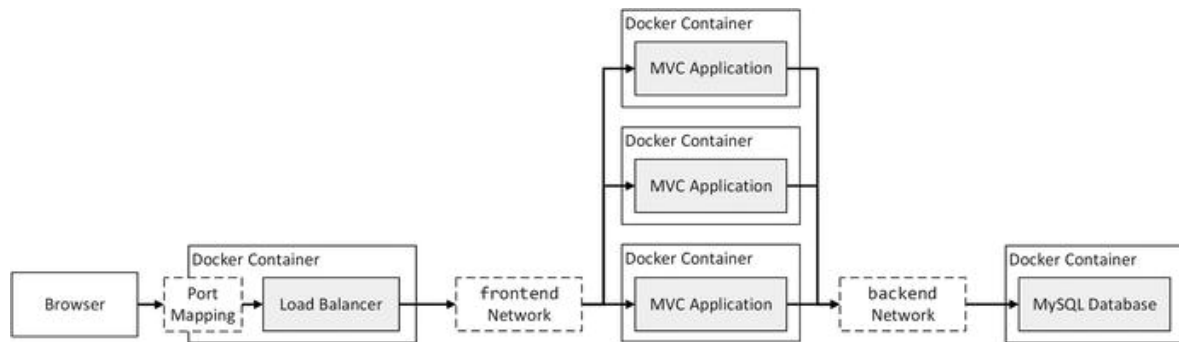 Docker Container
MVC Application
Docker Container
MVC Application
Docker Container
Docker Container
Docker Container
Browser
Port
Mapping
Load Balancer
frontend
Network
MVC Application
backend
Network
MySQL Database